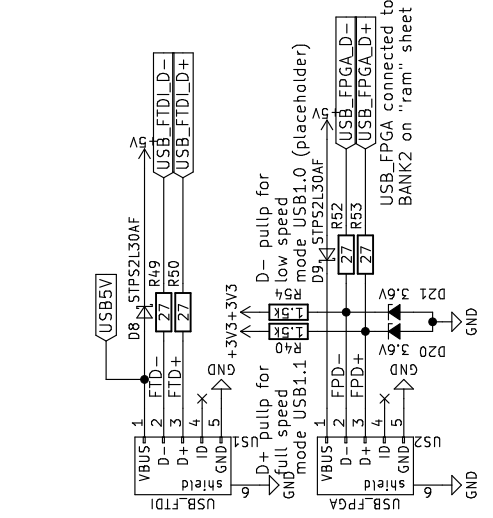 USB_FTDI_D-
USB_FTDI_D+
+5V
USB5V
D8 STPS2L30AF
R49
27
R50
27
FTD-
FTD+
1
2
3
4
5
VBUS
D-
D+
ID
GND
shield
US1
USB_FTDI
6
GND
GND
USB_FPGA_D-
USB_FPGA_D+
+5V
USB_FPGA connected to
BANK2 on "ram" sheet
D- pullp for
low speed
mode USB1.0 (placeholder)
D9 STPS2L30AF
R52
27
R53
27
+3V3
R54
1.5k
+3V3
R40
1.5k
D21
3.6V
D20
3.6V
GND
D+ pullp for
full speed
mode USB1.1
FPD-
FPD+
1
2
3
4
5
VBUS
D-
D+
ID
GND
shield
US2
USB_FPGA
6
GND
GND